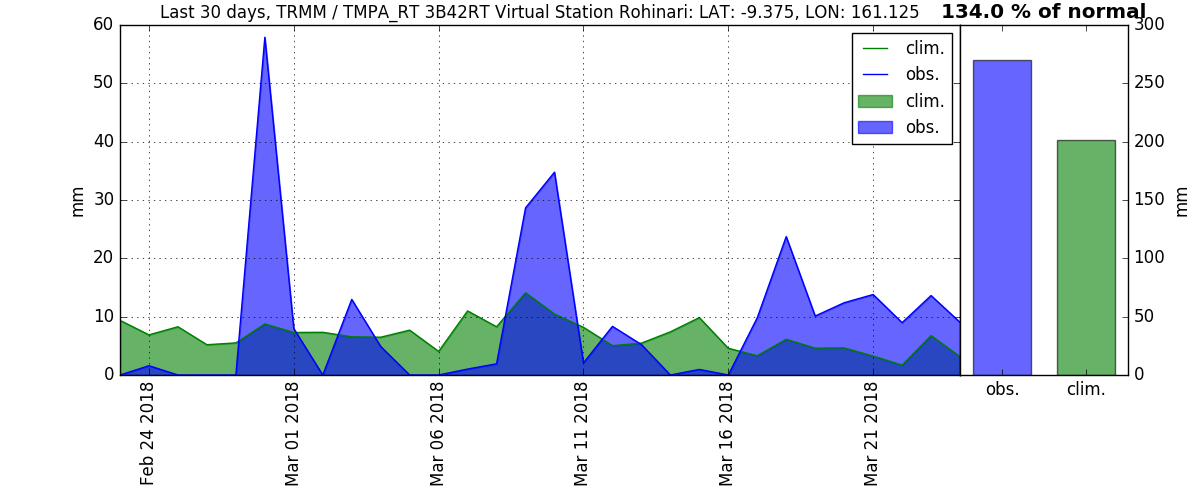 Last 30 days, TRMM / TMPA_RT 3B42RT Virtual Station Rohinari: LAT: -9.375, LON: 161.125
134.0 % of normal
60
50
40
30
20
10
0
mm
clim.
obs.
clim.
obs.
300
250
200
150
100
50
0
mm
obs.
clim.
Feb 24 2018
Mar 01 2018
Mar 06 2018
Mar 11 2018
Mar 16 2018
Mar 21 2018